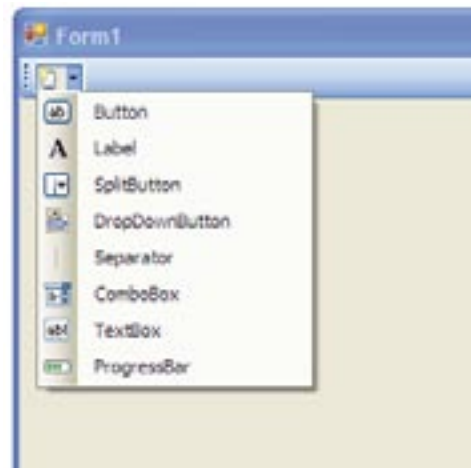 Form1
Button
A Label
SplitButton
DropDownButton
Separator
ComboBox
TextBox
ProgressBar